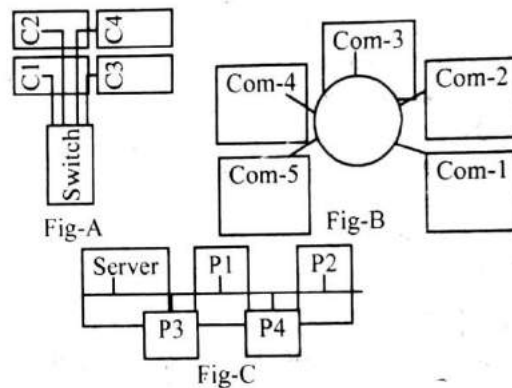 C2
C4
C1
C3
Switch
Fig-A
Com-3
Com-4
Com-2
Com-5
Com-1
Fig-B
Server
P1
P2
P3
P4
Fig-C